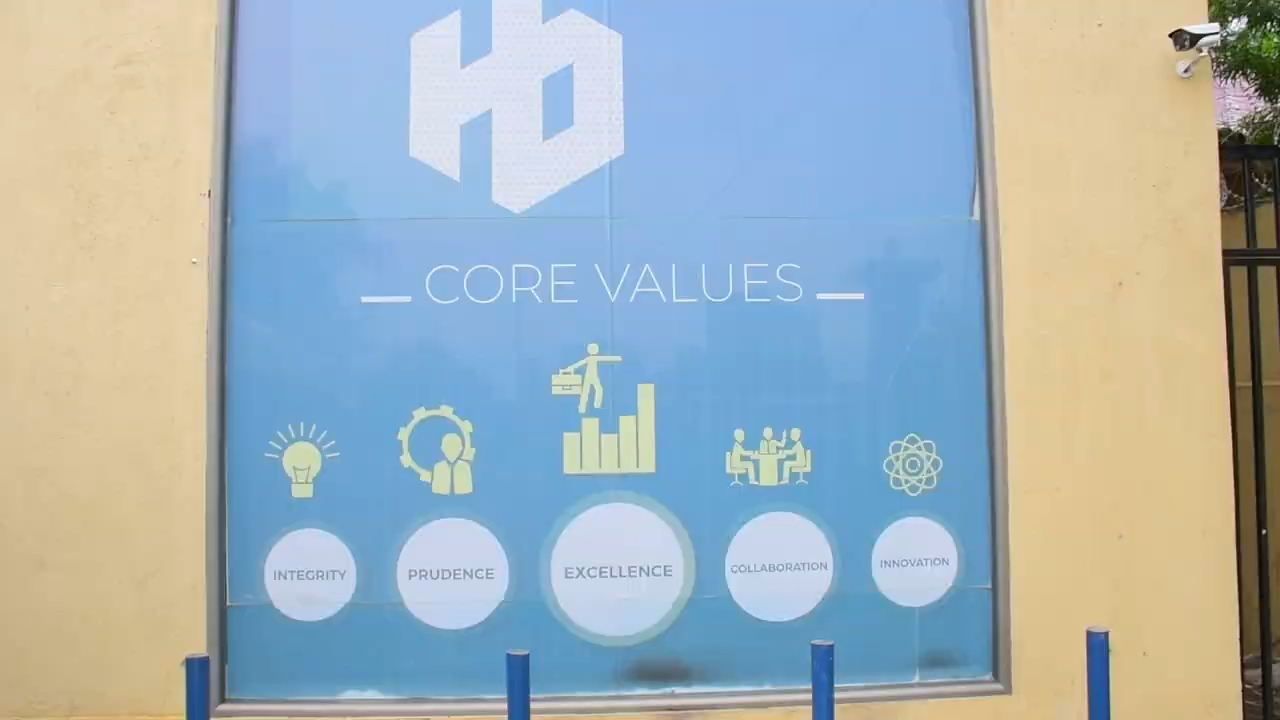 CORE VALUES
INTEGRITY
PRUDENCE
EXCELLENCE
COLLABORATION
INNOVATION